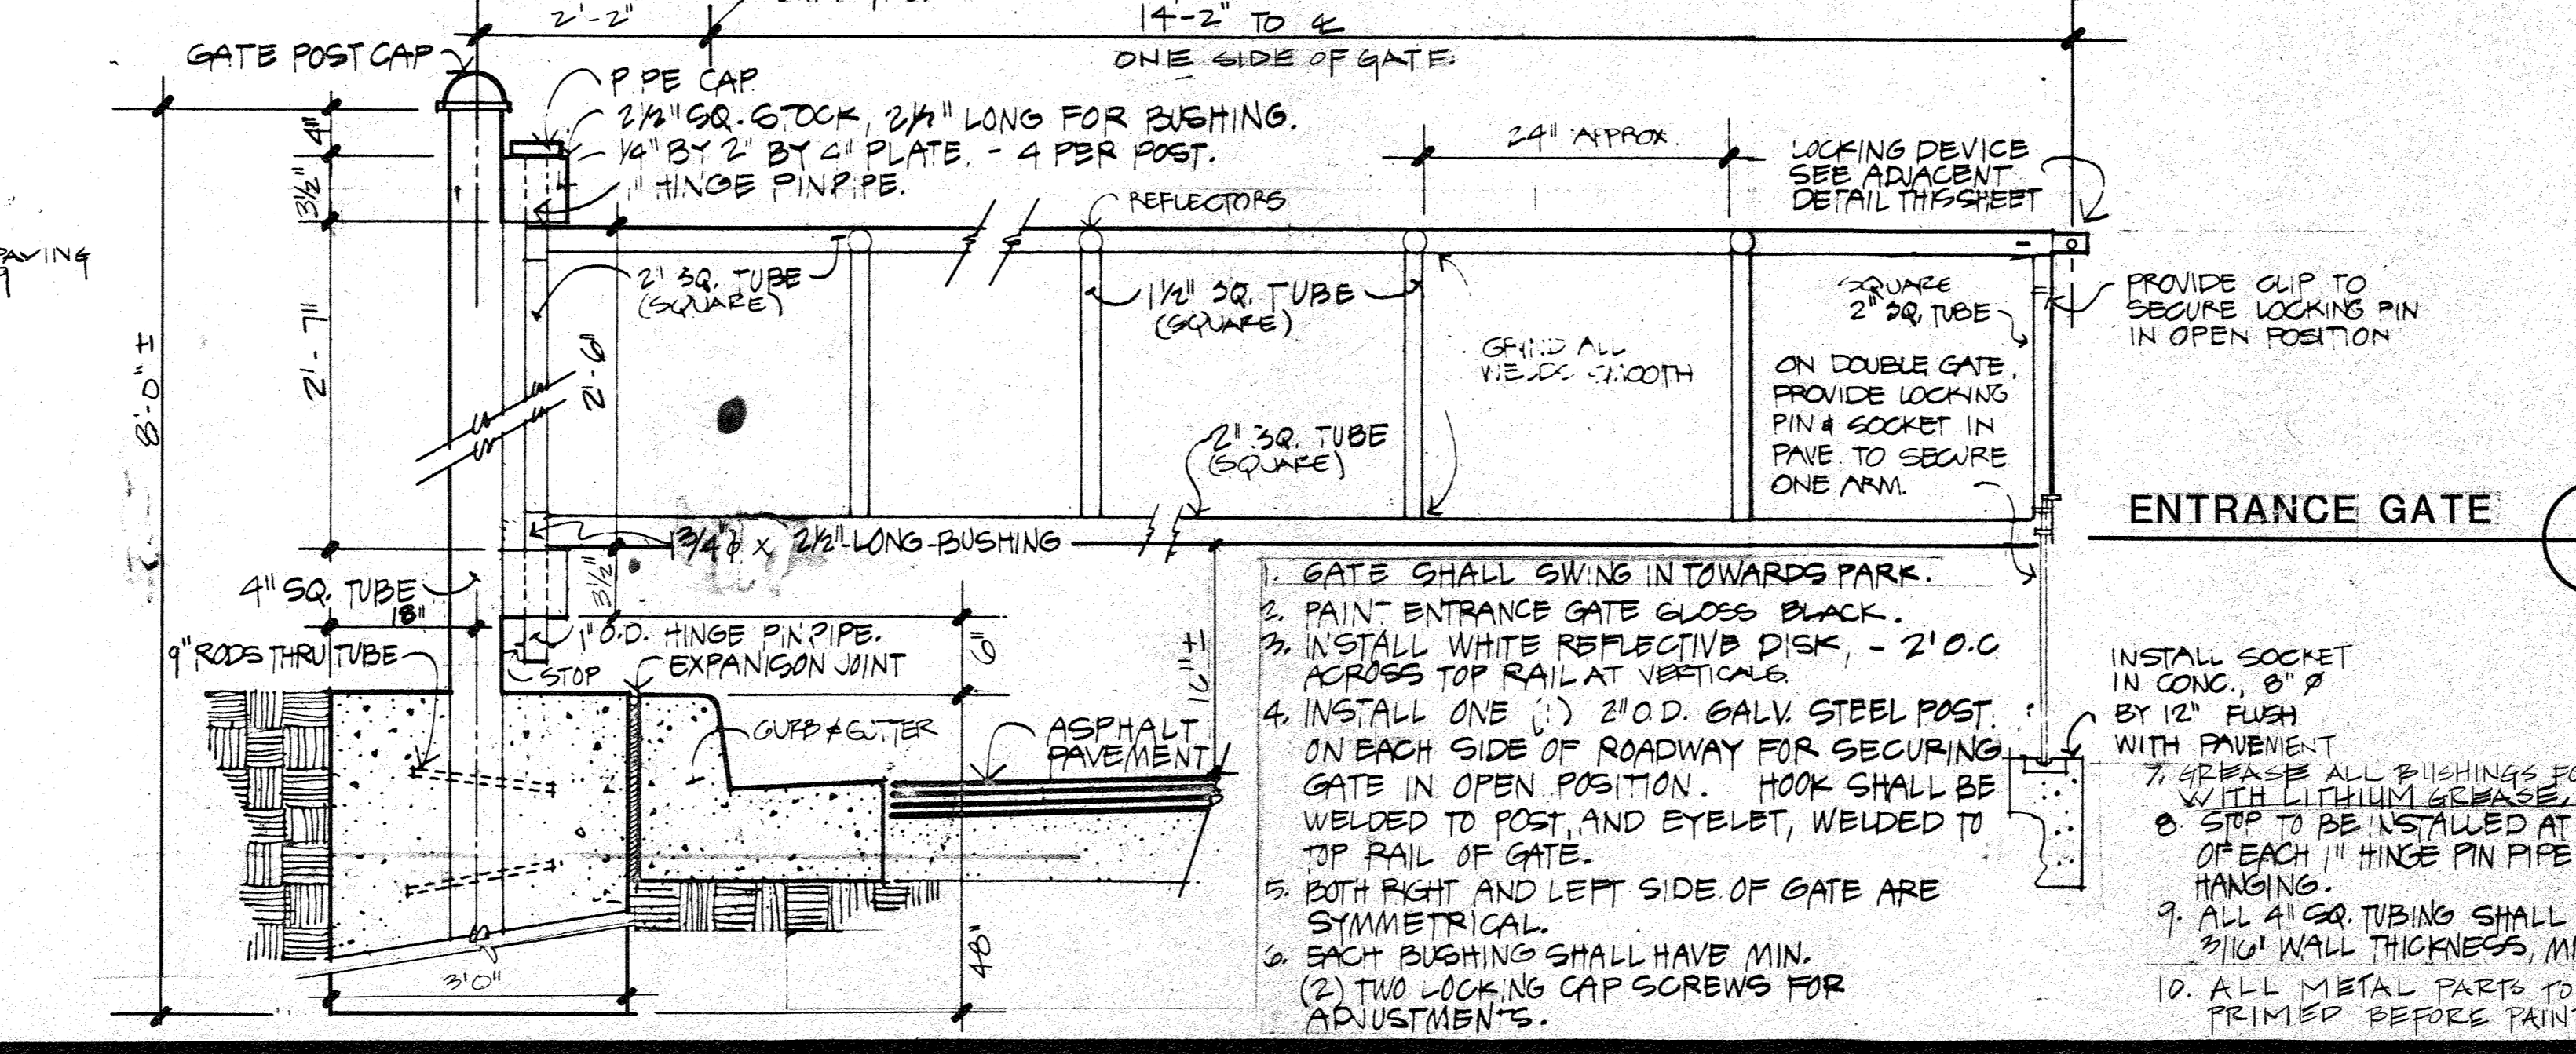 2'-2"
14'-2" TO ℄
ONE SIDE OF GATE.
GATE POST CAP
P.PE CAP
2½" SQ. STOCK, 2½" LONG FOR BUSHING.
¼" BY 2" BY 4" PLATE. - 4 PER POST.
1" HINGE PIN PIPE.
4"
3½"
24" APPROX.
LOCKING DEVICE
SEE ADJACENT
DETAIL THIS SHEET
REFLECTORS
PAVING
2" SQ. TUBE
(SQUARE)
1½" SQ. TUBE
(SQUARE)
SQUARE
2" SQ. TUBE
PROVIDE CLIP TO
SECURE LOCKING PIN
IN OPEN POSITION
8'-0" ±
2'-7"
2'-6"
GRIND ALL
WELDS SMOOTH
ON DOUBLE GATE,
PROVIDE LOCKING
PIN & SOCKET IN
PAVE. TO SECURE
ONE ARM.
2" SQ. TUBE
(SQUARE)
ENTRANCE GATE
1¾" ϕ x 2½" LONG BUSHING
4" SQ. TUBE
18"
3½"
1" O.D. HINGE PIN PIPE.
EXPANISON JOINT
STOP
9" RODS THRU TUBE
6"
16" ±
CURB & GUTTER
ASPHALT
PAVEMENT
48"
3'0"
1. GATE SHALL SWING IN TOWARDS PARK.
2. PAINT ENTRANCE GATE GLOSS BLACK.
3. INSTALL WHITE REFLECTIVE DISK, - 2' O.C.
ACROSS TOP RAIL AT VERTICALS.
4. INSTALL ONE (1) 2" O.D. GALV. STEEL POST
ON EACH SIDE OF ROADWAY FOR SECURING
GATE IN OPEN POSITION. HOOK SHALL BE
WELDED TO POST, AND EYELET, WELDED TO
TOP RAIL OF GATE.
5. BOTH RIGHT AND LEFT SIDE OF GATE ARE
SYMMETRICAL.
6. EACH BUSHING SHALL HAVE MIN.
(2) TWO LOCKING CAP SCREWS FOR
ADJUSTMENTS.
INSTALL SOCKET
IN CONC., 8" ϕ
BY 12" FLUSH
WITH PAVEMENT
7. GREASE ALL BUSHINGS FO
WITH LITHIUM GREASE,
8. STOP TO BE INSTALLED AT
OF EACH 1" HINGE PIN PIPE
HANGING.
9. ALL 4" SQ. TUBING SHALL
3/16" WALL THICKNESS, MI
10. ALL METAL PARTS TO
PRIMED BEFORE PAINT